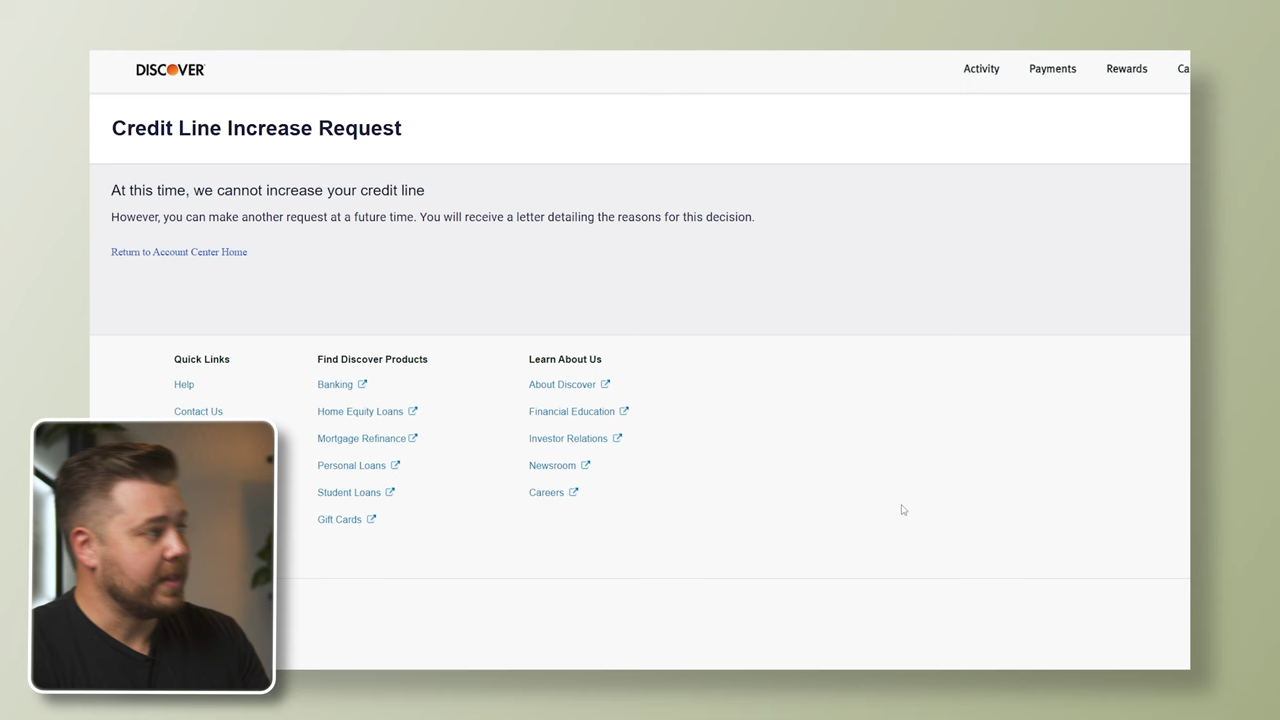 DISCOVER
Activity
Payments
Rewards
Ca
Credit Line Increase Request
At this time, we cannot increase your credit line
However, you can make another request at a future time. You will receive a letter detailing the reasons for this decision.
Return to Account Center Home
Quick Links
Help
Contact Us
Find Discover Products
Banking
Home Equity Loans
Mortgage Refinance
Personal Loans
Student Loans
Gift Cards
Learn About Us
About Discover
Financial Education
Investor Relations
Newsroom
Careers